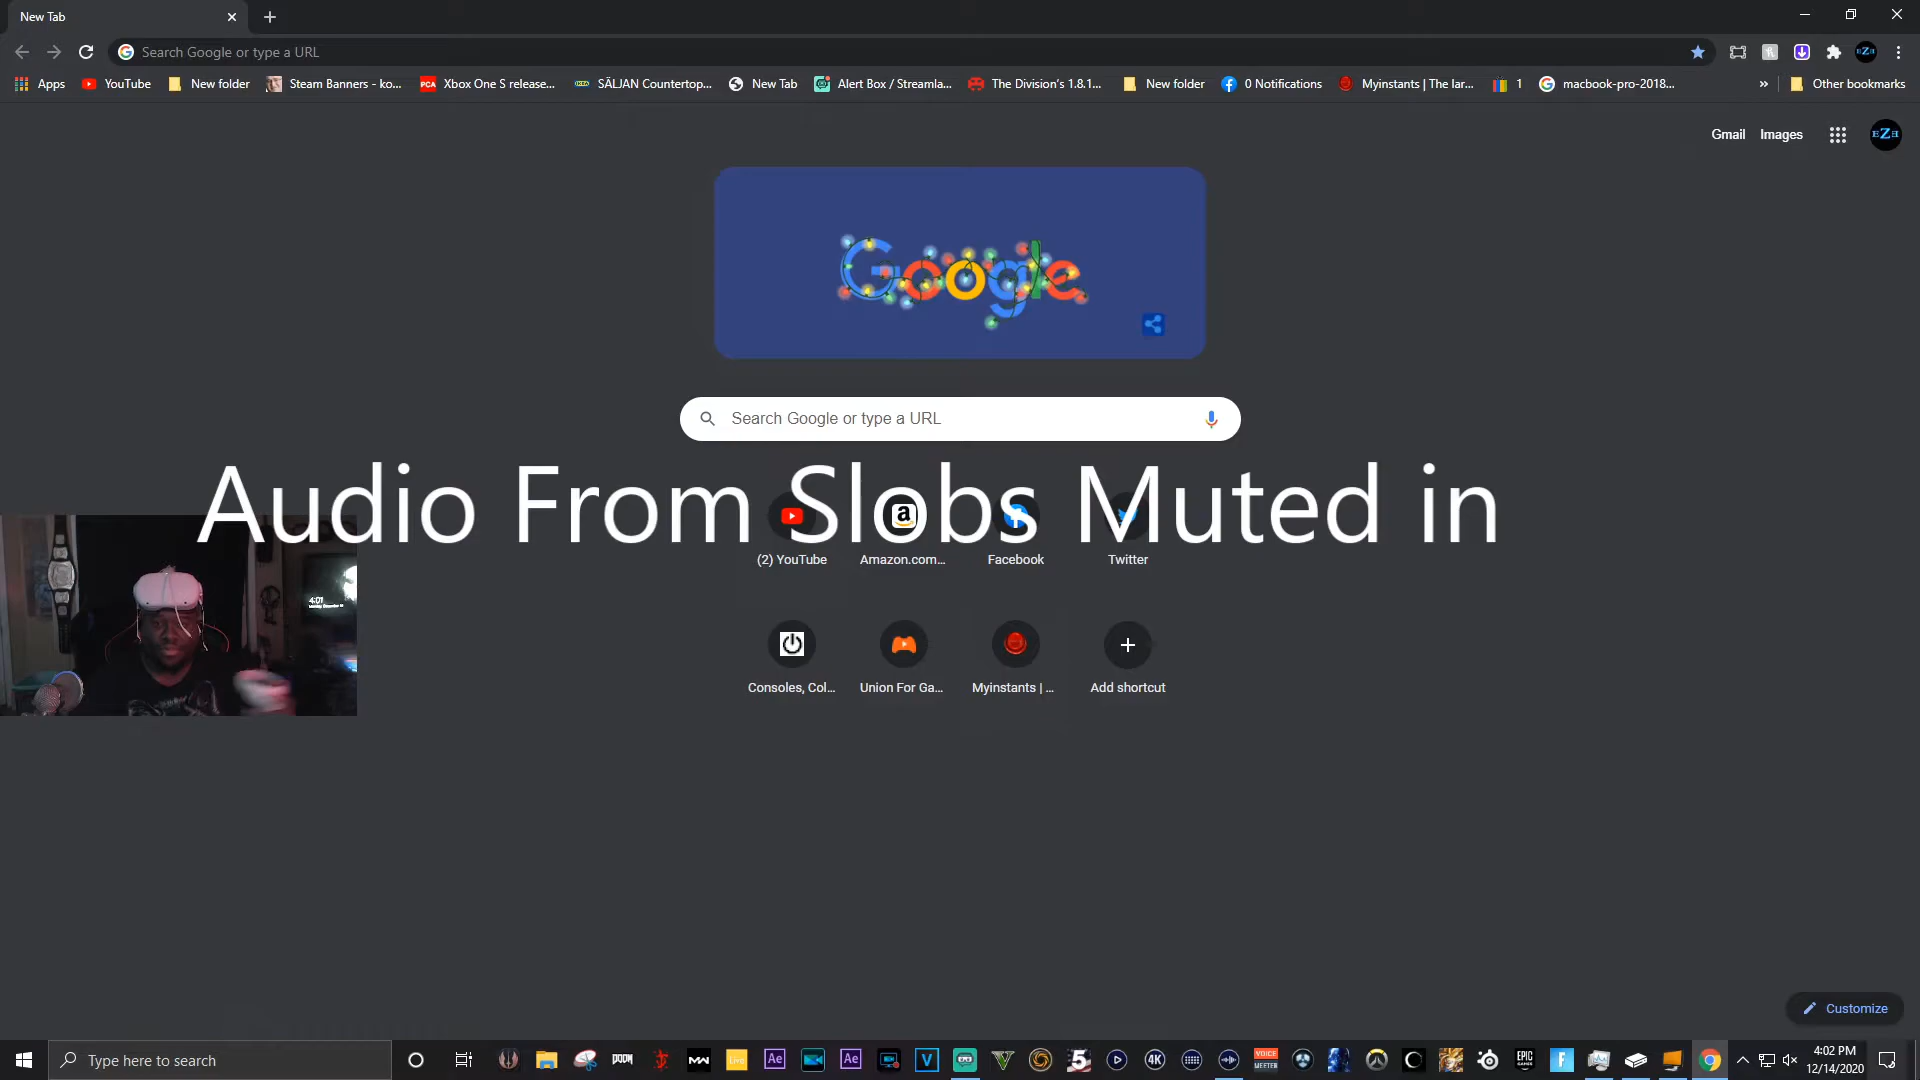 New Tab
Search Google or type a URL
Apps
YouTube
New folder
Steam Banners - ko...
Xbox One S release...
SÄLJAN Countertop...
New Tab
Alert Box / Streamla...
The Division's 1.8.1...
New folder
0 Notifications
Myinstants | The lar...
1
macbook-pro-2018...
»
Other bookmarks
Gmail
Images
Google
Search Google or type a URL
Audio From Slobs Muted in
(2) YouTube
Amazon.com...
Facebook
Twitter
4:01
Consoles, Col...
Union For Ga...
Myinstants | ...
Add shortcut
Customize
Type here to search
4:02 PM
12/14/2020